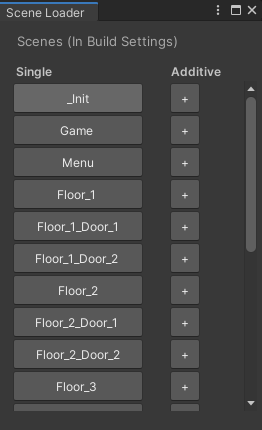 Scene Loader
Scenes (In Build Settings)
Single Additive
_Init +
Game +
Menu +
Floor_1 +
Floor_1_Door_1 +
Floor_1_Door_2 +
Floor_2 +
Floor_2_Door_1 +
Floor_2_Door_2 +
Floor_3 +